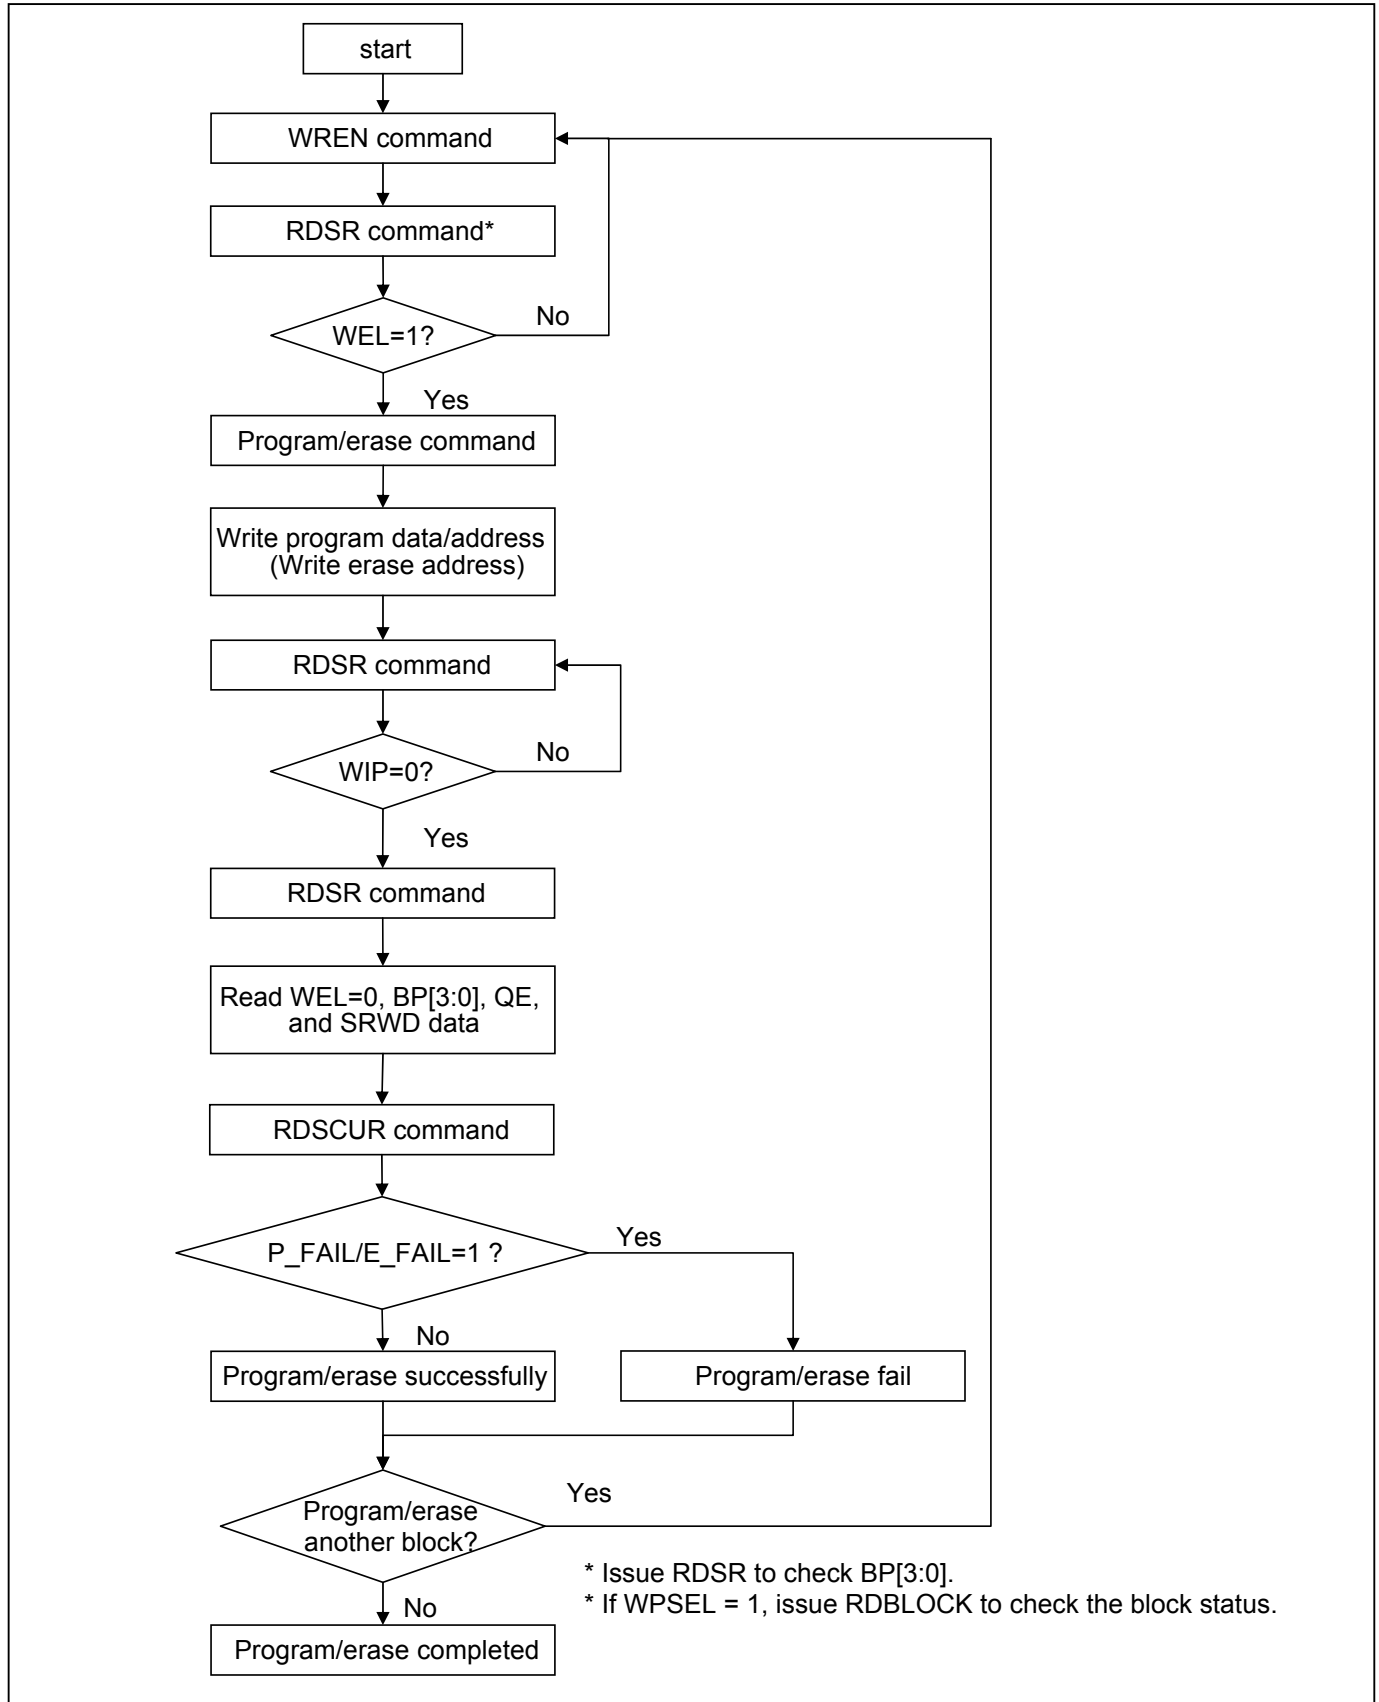 start
WREN command
RDSR command*
WEL=1?
No
Yes
Program/erase command
Write program data/address
(Write erase address)
RDSR command
WIP=0?
No
Yes
RDSR command
Read WEL=0, BP[3:0], QE,
and SRWD data
RDSCUR command
P_FAIL/E_FAIL=1 ?
Yes
No
Program/erase successfully
Program/erase fail
Program/erase
another block?
Yes
* Issue RDSR to check BP[3:0].
* If WPSEL = 1, issue RDBLOCK to check the block status.
No
Program/erase completed